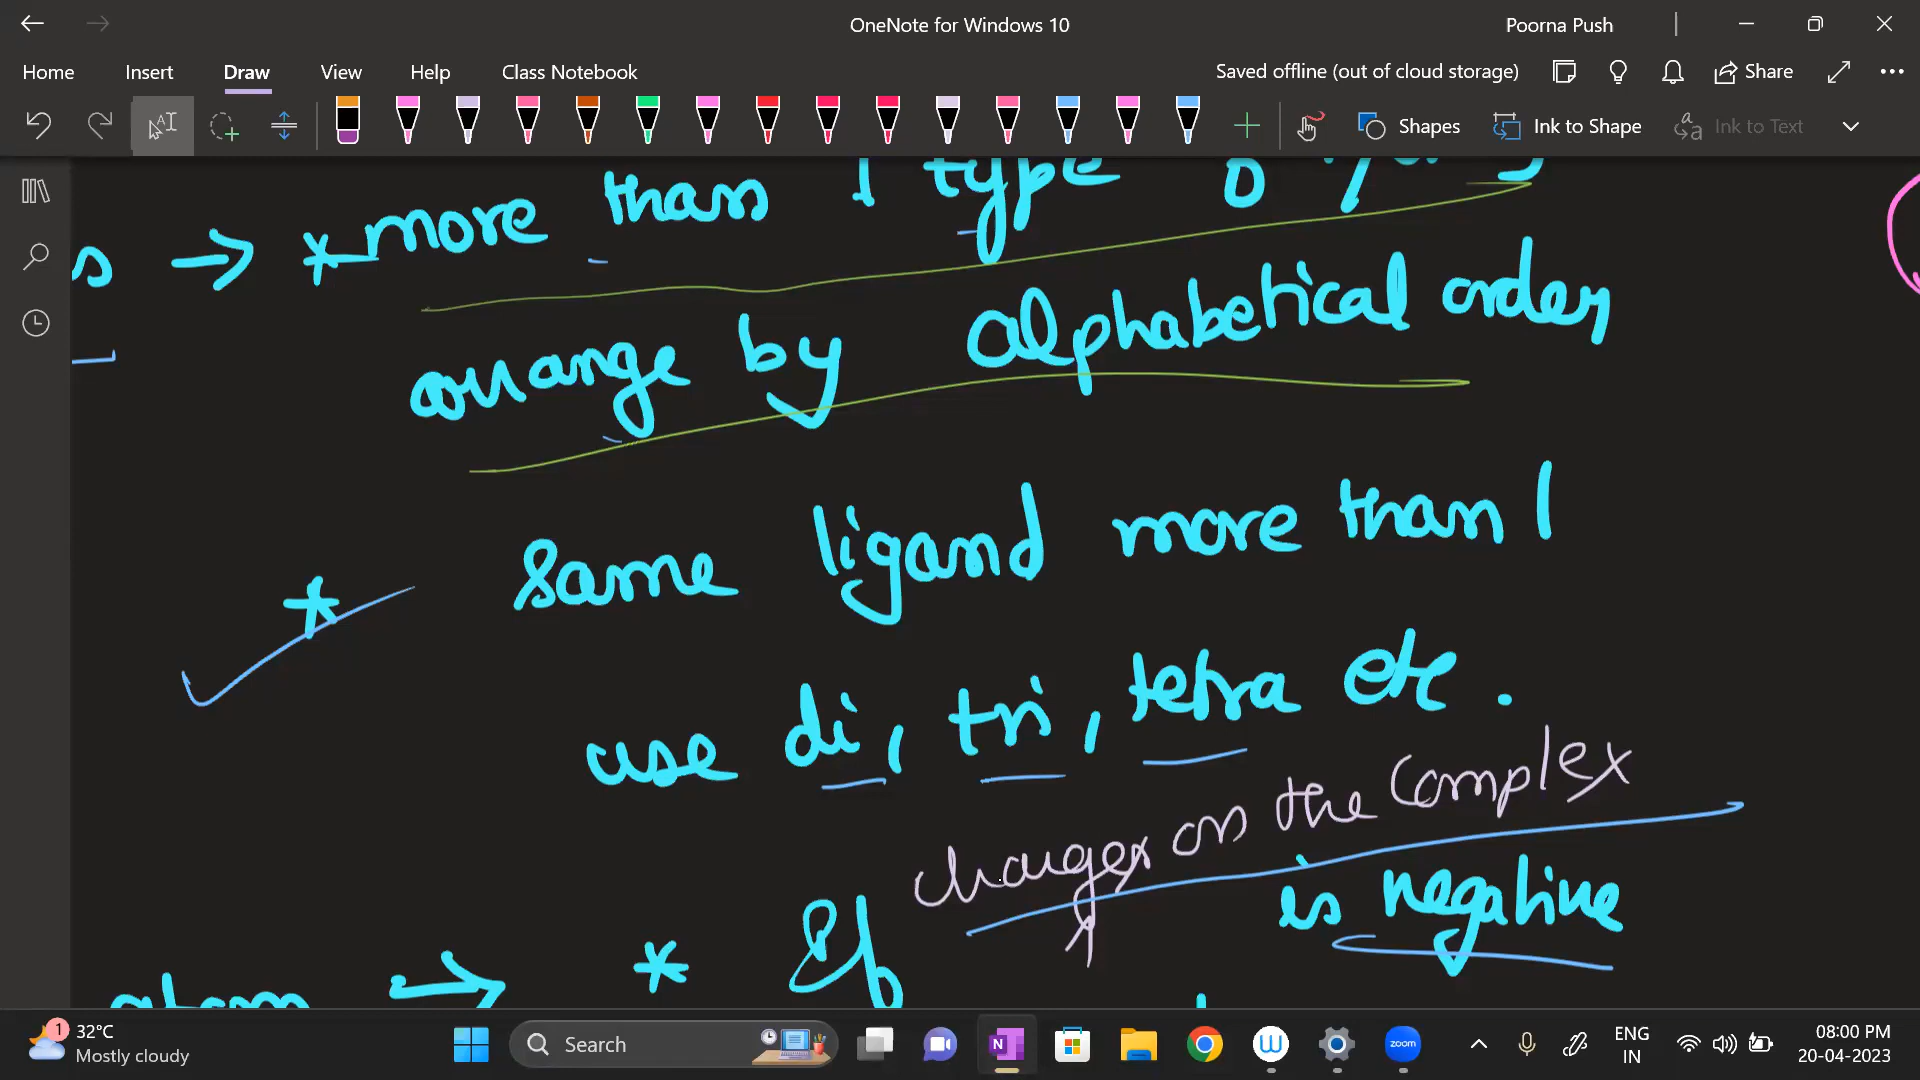 OneNote for Windows 10
Poorna Push
Home Insert Draw View Help Class Notebook
Saved offline (out of cloud storage)
Share
Shapes
Ink to Shape
Ink to Text
s → * more than 1 type
arrange by alphabetical order,
* same ligand more than 1
use di, tri, tetra etc.
charges on the complex
* If is negative
atom →
1
32°C
Mostly cloudy
Search
zoom
ENG
IN
08:00 PM
20-04-2023